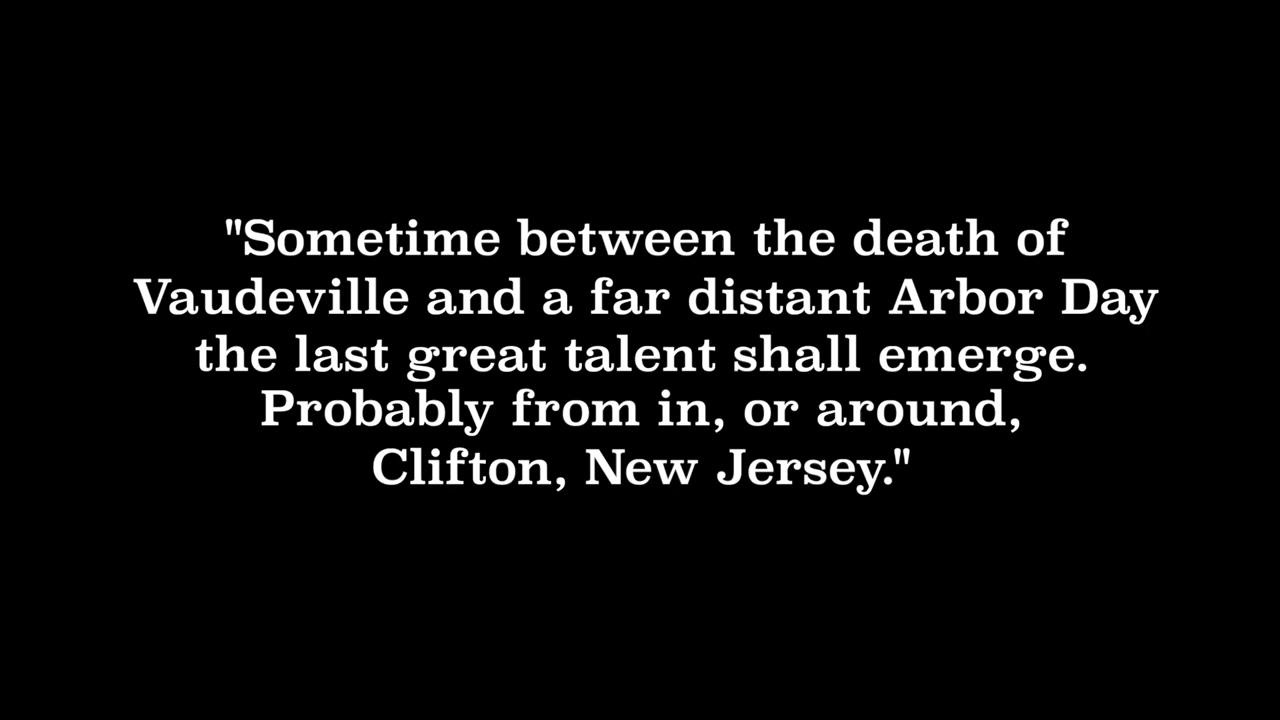 "Sometime between the death of
Vaudeville and a far distant Arbor Day
the last great talent shall emerge.
Probably from in, or around,
Clifton, New Jersey."